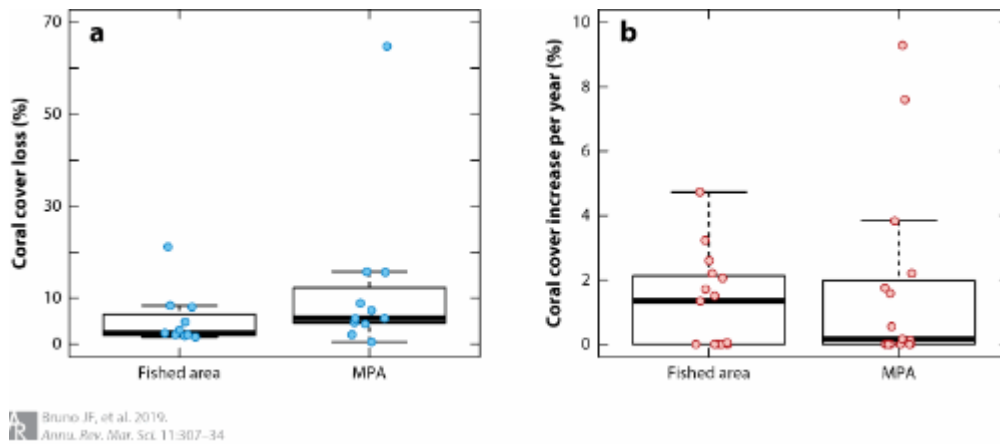 a
70
50
30
10
0
Coral cover loss (%)
Fished area
MPA
b
10
8
6
4
2
0
Coral cover increase per year (%)
Fished area
MPA
AR
Bruno JF, et al. 2019.
Annu. Rev. Mar. Sci. 11:307–34